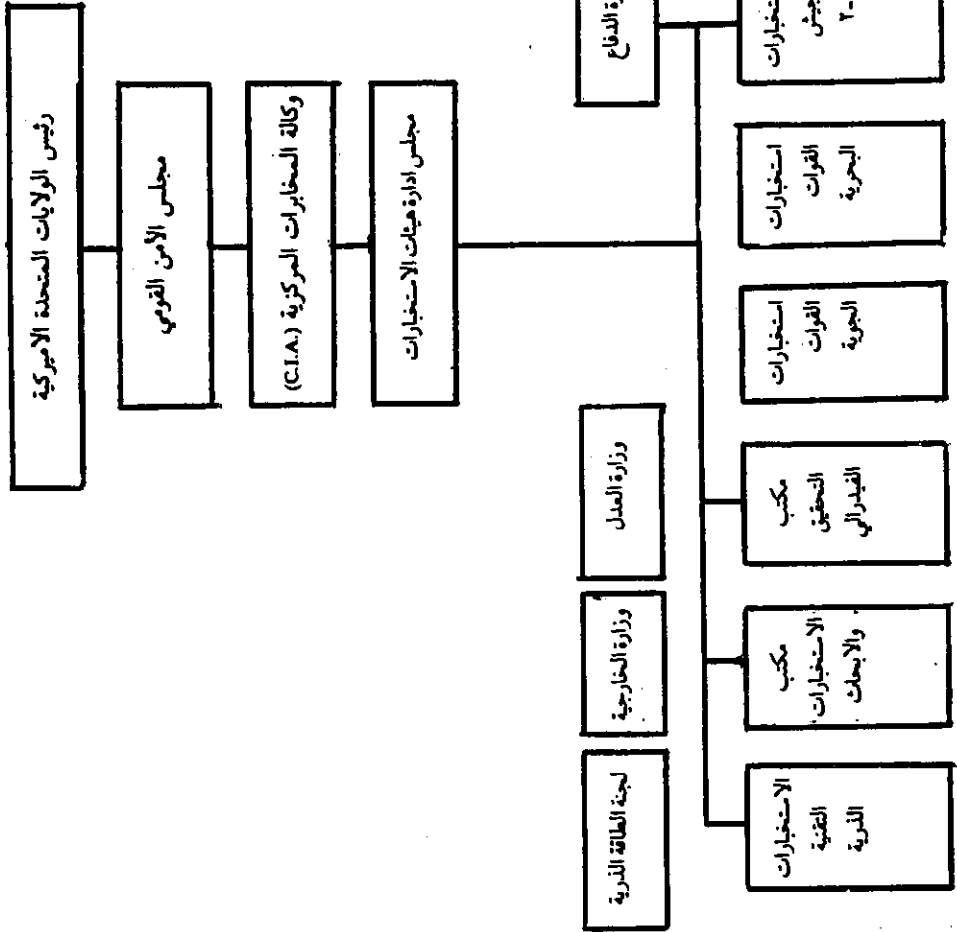 رئيس الولايات المتحدة الاميركية
مجلس الأمن القومي
وكالة المخابرات المركزية (C.I.A.)
مجلس ادارة هيئات الاستخبارات
الدفاع
وزارة العدل
وزارة الخارجية
لجنة الطاقة الذرية
استخبارات
القوات
البحرية
استخبارات
القوات
الجوية
مكتب
التحقيق
الفيدرالي
مكتب
الاستخبارات
والابحاث
الاستخبارات
التقنية
الذرية